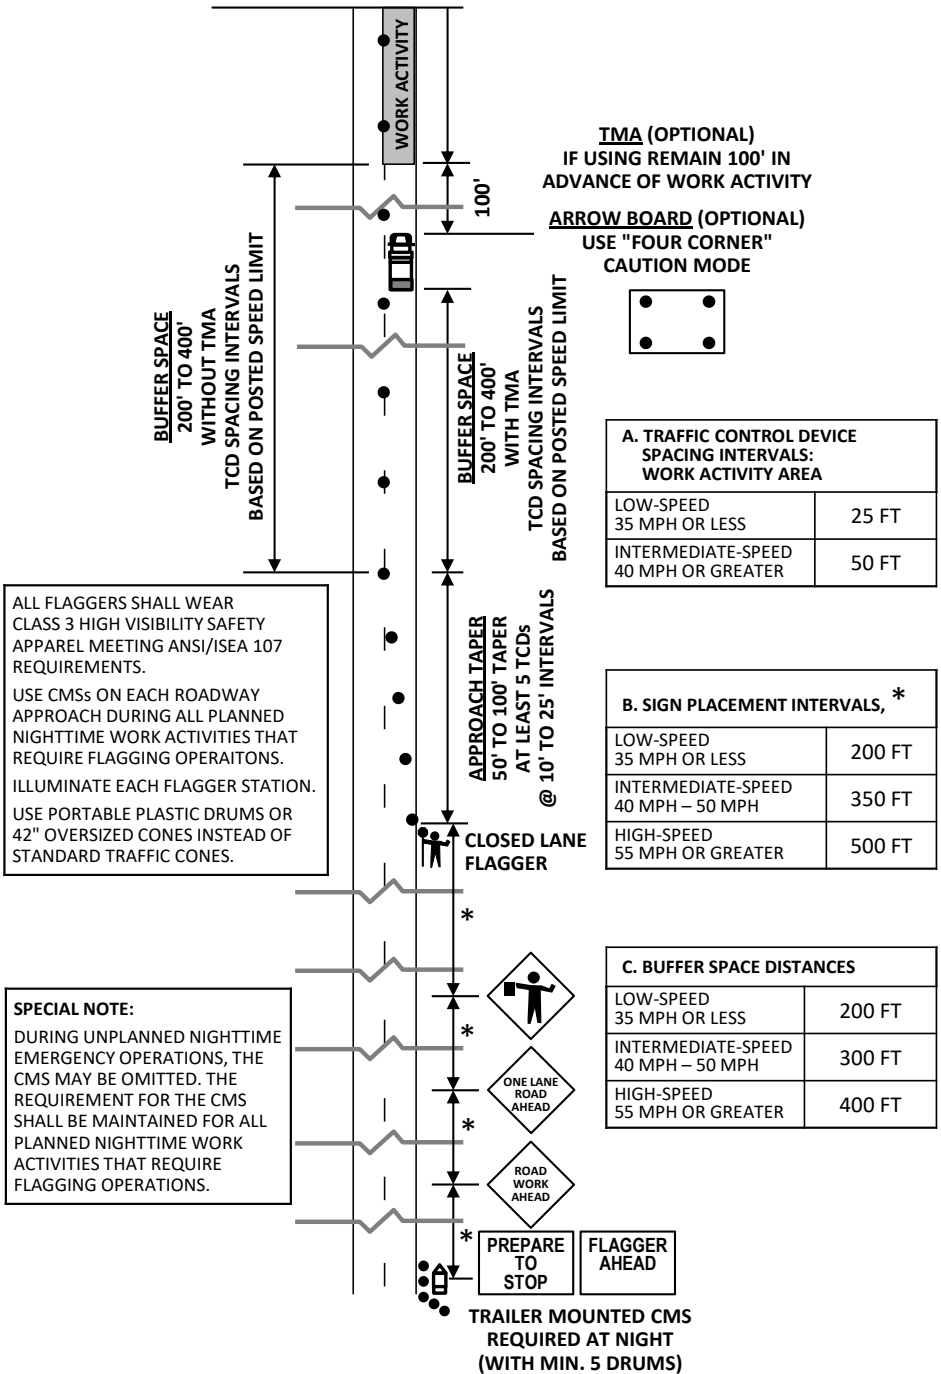 WORK ACTIVITY
100'
TMA (OPTIONAL)
IF USING REMAIN 100' IN
ADVANCE OF WORK ACTIVITY
ARROW BOARD (OPTIONAL)
USE "FOUR CORNER"
CAUTION MODE
BUFFER SPACE
200' TO 400'
WITHOUT TMA
TCD SPACING INTERVALS
BASED ON POSTED SPEED LIMIT
BUFFER SPACE
200' TO 400'
WITH TMA
TCD SPACING INTERVALS
BASED ON POSTED SPEED LIMIT
A. TRAFFIC CONTROL DEVICE
SPACING INTERVALS:
WORK ACTIVITY AREA
LOW-SPEED
35 MPH OR LESS
25 FT
INTERMEDIATE-SPEED
40 MPH OR GREATER
50 FT
ALL FLAGGERS SHALL WEAR
CLASS 3 HIGH VISIBILITY SAFETY
APPAREL MEETING ANSI/ISEA 107
REQUIREMENTS.
USE CMSs ON EACH ROADWAY
APPROACH DURING ALL PLANNED
NIGHTTIME WORK ACTIVITIES THAT
REQUIRE FLAGGING OPERAITONS.
ILLUMINATE EACH FLAGGER STATION.
USE PORTABLE PLASTIC DRUMS OR
42" OVERSIZED CONES INSTEAD OF
STANDARD TRAFFIC CONES.
APPROACH TAPER
50' TO 100' TAPER
AT LEAST 5 TCDs
@ 10' TO 25' INTERVALS
B. SIGN PLACEMENT INTERVALS, *
LOW-SPEED
35 MPH OR LESS
200 FT
INTERMEDIATE-SPEED
40 MPH – 50 MPH
350 FT
HIGH-SPEED
55 MPH OR GREATER
500 FT
CLOSED LANE
FLAGGER
*
C. BUFFER SPACE DISTANCES
LOW-SPEED
35 MPH OR LESS
200 FT
INTERMEDIATE-SPEED
40 MPH – 50 MPH
300 FT
HIGH-SPEED
55 MPH OR GREATER
400 FT
SPECIAL NOTE:
DURING UNPLANNED NIGHTTIME
EMERGENCY OPERATIONS, THE
CMS MAY BE OMITTED. THE
REQUIREMENT FOR THE CMS
SHALL BE MAINTAINED FOR ALL
PLANNED NIGHTTIME WORK
ACTIVITIES THAT REQUIRE
FLAGGING OPERATIONS.
*
ONE LANE
ROAD
AHEAD
*
ROAD
WORK
AHEAD
*
PREPARE
TO
STOP
FLAGGER
AHEAD
TRAILER MOUNTED CMS
REQUIRED AT NIGHT
(WITH MIN. 5 DRUMS)